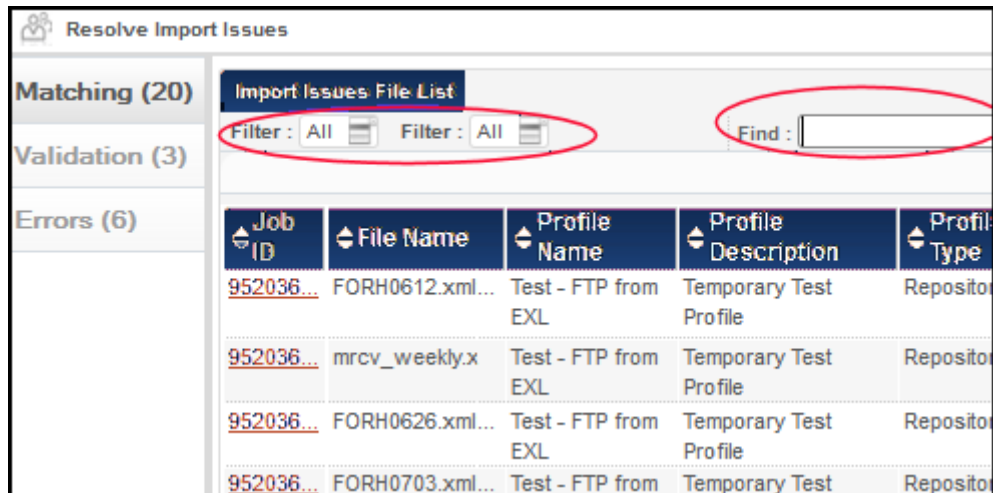 Resolve Import Issues
Matching (20)
Validation (3)
Errors (6)
Import Issues File List
Filter : All Filter : All Find :
Job ID File Name Profile Name Profile Description Profil Type
952036... FORH0612.xml... Test - FTP from EXL Temporary Test Profile Repositor
952036... mrcv_weekly.x Test - FTP from EXL Temporary Test Profile Repositor
952036... FORH0626.xml... Test - FTP from EXL Temporary Test Profile Repositor
952036... FORH0703.xml... Test - FTP from Temporary Test Repositor